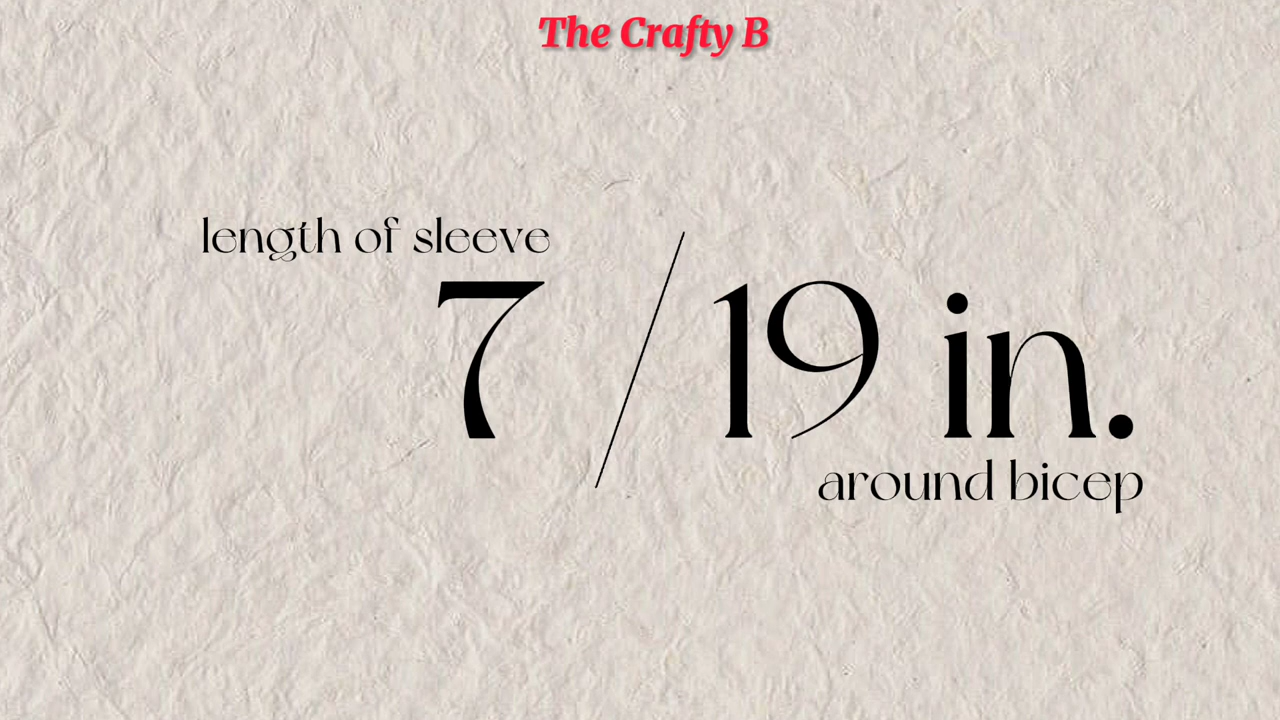 The Crafty B
length of sleeve
7 / 19 in.
around bicep